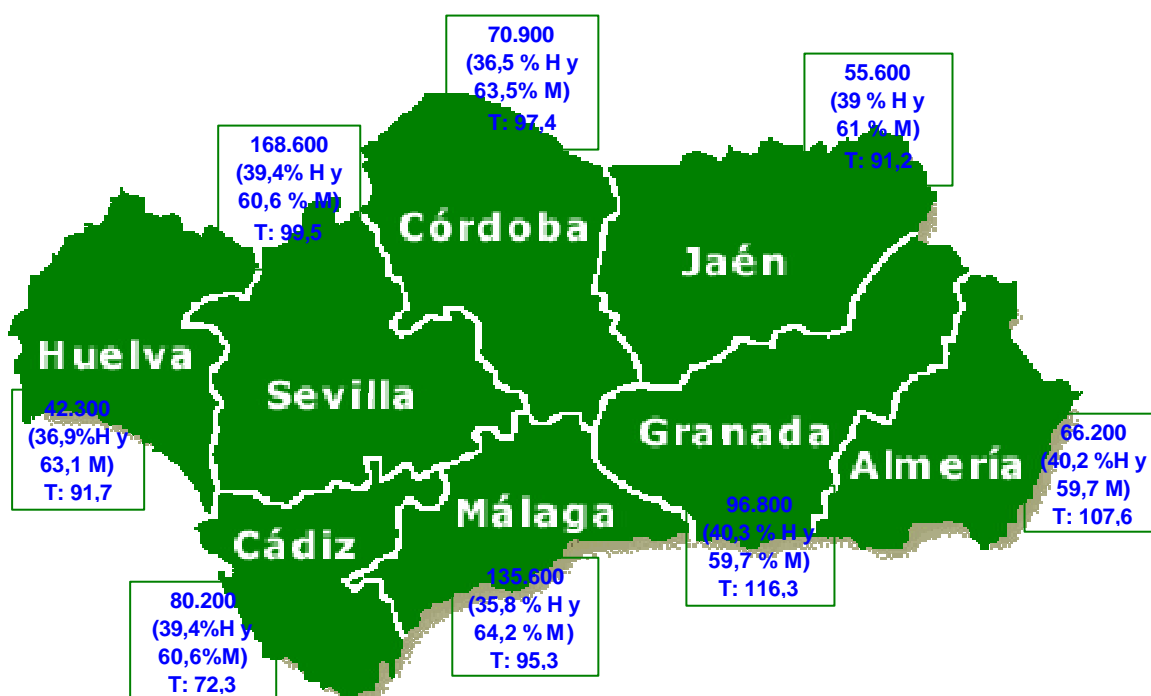 70.900
(36,5 % H y
63,5% M)
T: 97,4
55.600
(39 % H y
61 % M)
T: 91,2
168.600
(39,4% H y
60,6 % M)
T: 99,5
Córdoba
Jaén
Huelva
Sevilla
Granada
Almería
42.300
(36,9%H y
63,1 M)
T: 91,7
66.200
(40,2 %H y
59,7 M)
T: 107,6
Málaga
Cádiz
96.800
(40,3 % H y
59,7 % M)
T: 116,3
135.600
(35,8 % H y
64,2 % M)
T: 95,3
80.200
(39,4%H y
60,6%M)
T: 72,3